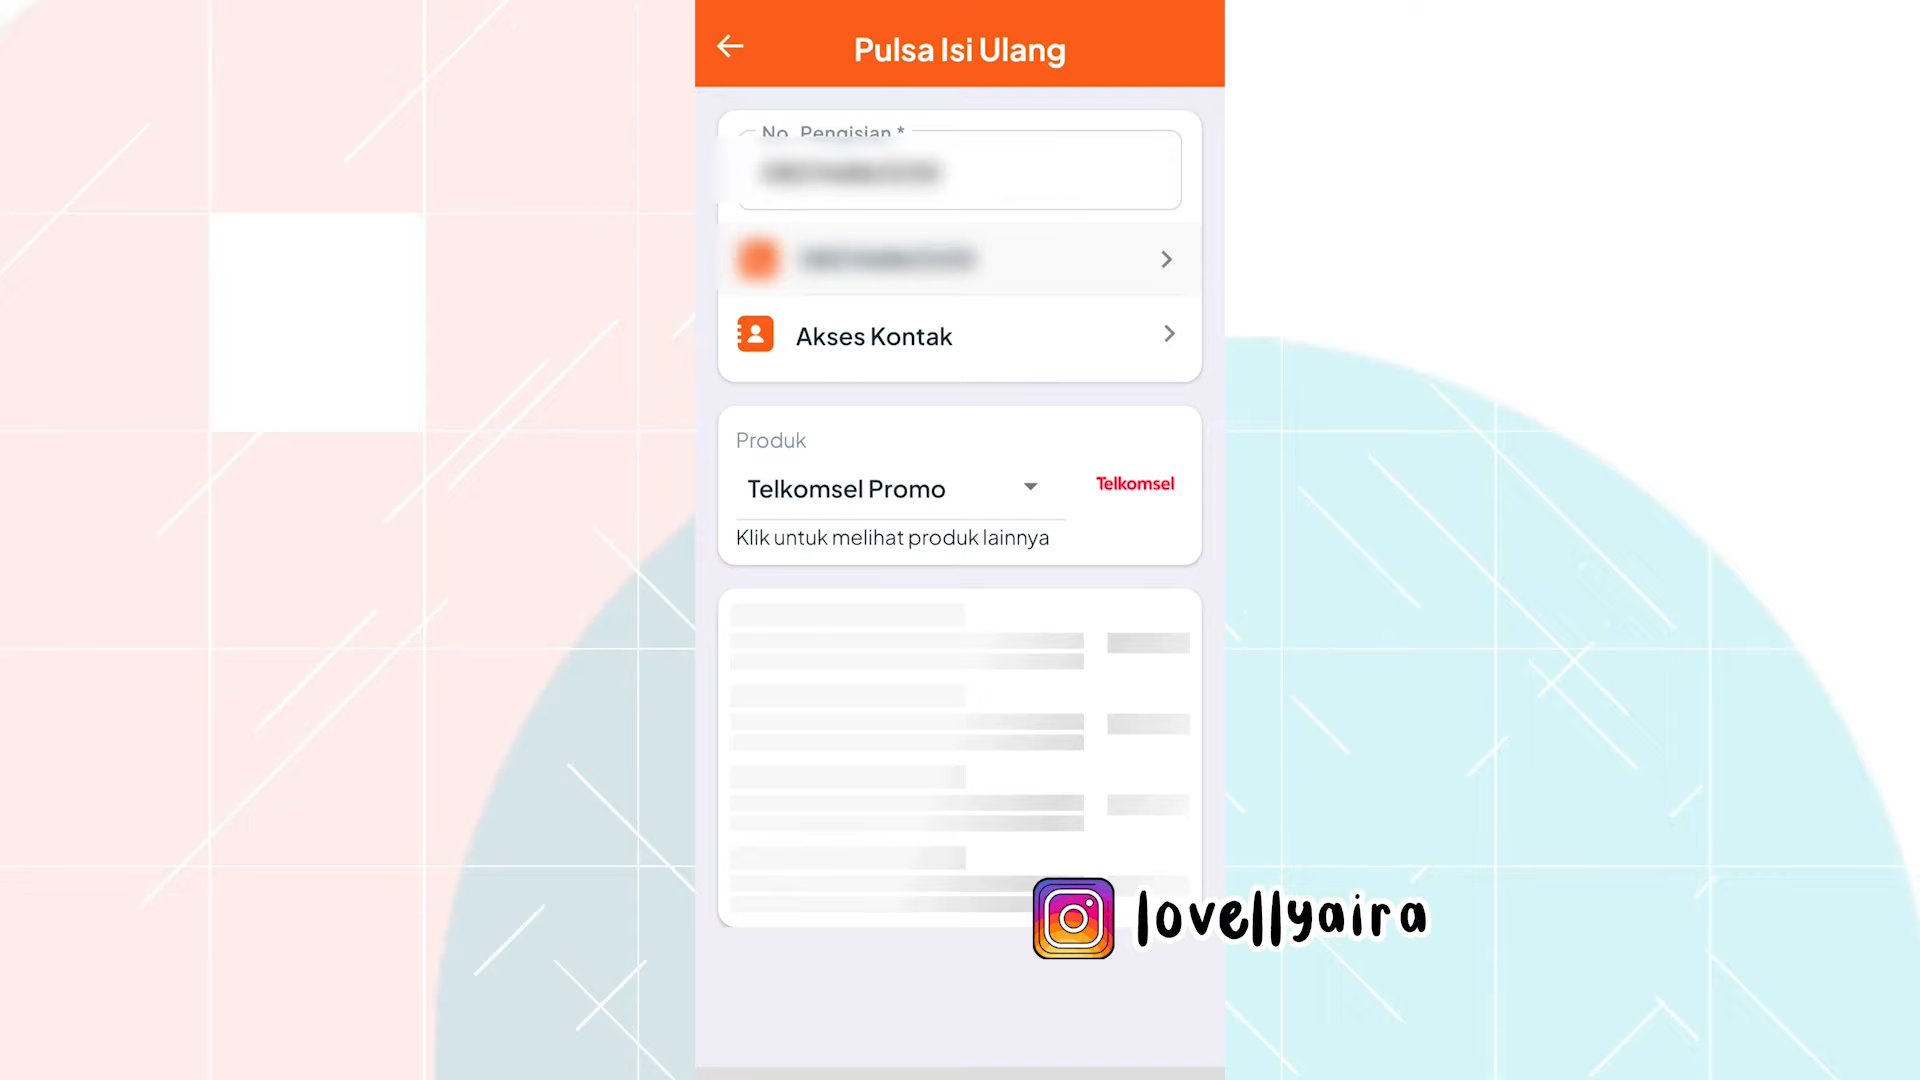 Pulsa Isi Ulang
No. Pengisian *
Akses Kontak
Produk
Telkomsel Promo
Telkomsel
Klik untuk melihat produk lainnya
lovellyaira